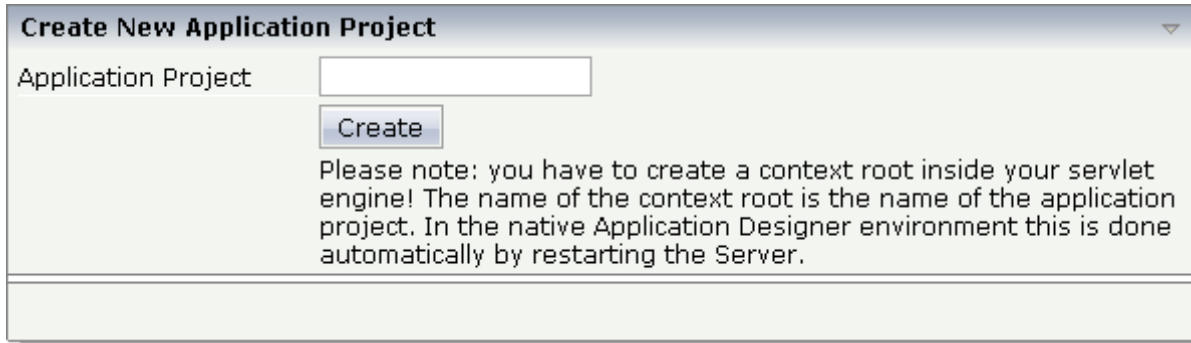 Create New Application Project
Application Project
Create
Please note: you have to create a context root inside your servlet
engine! The name of the context root is the name of the application
project. In the native Application Designer environment this is done
automatically by restarting the Server.